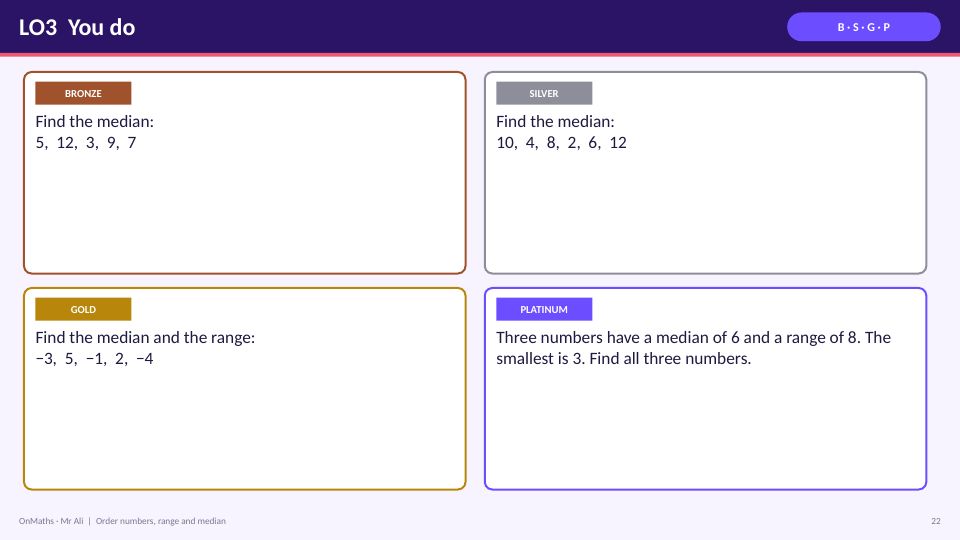 LO3  You do
B · S · G · P
BRONZE
Find the median:
5,  12,  3,  9,  7
SILVER
Find the median:
10,  4,  8,  2,  6,  12
GOLD
Find the median and the range:
−3,  5,  −1,  2,  −4
PLATINUM
Three numbers have a median of 6 and a range of 8. The
smallest is 3. Find all three numbers.
OnMaths - Mr Ali  |  Order numbers, range and median
22